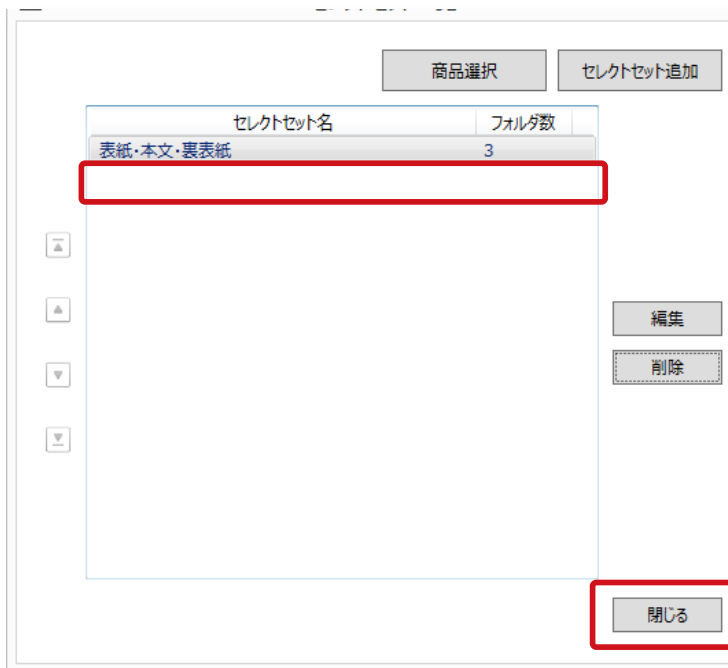 商品選択 セレクトセット追加
セレクトセット名 フォルダ数
表紙・本文・裏表紙 3
編集
削除
閉じる